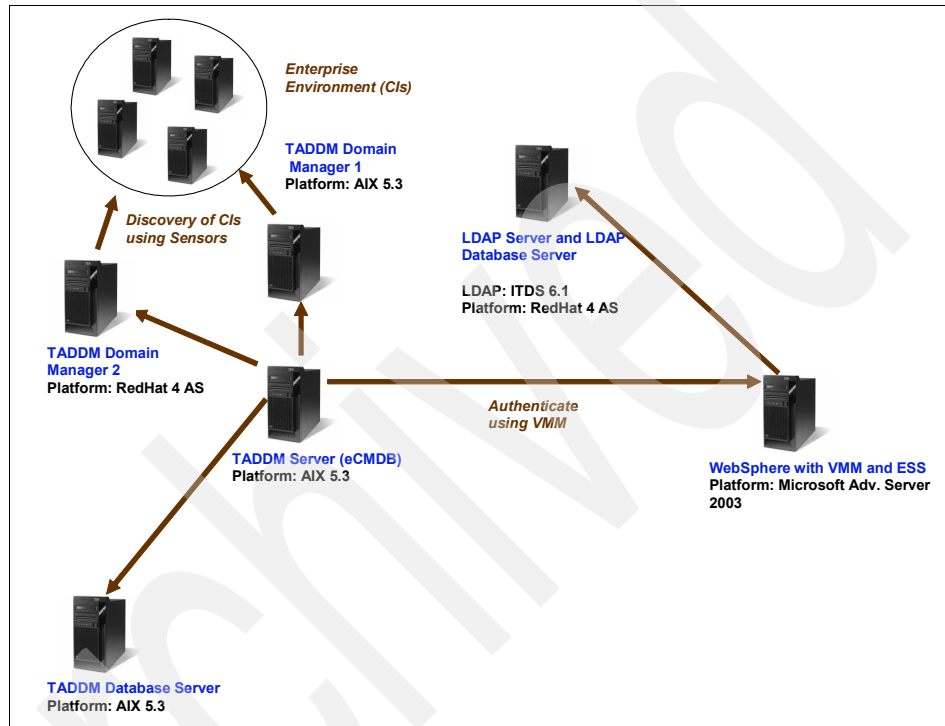 Enterprise
Environment (CIs)
TADDM Domain
Manager 1
Platform: AIX 5.3
Discovery of CIs
using Sensors
LDAP Server and LDAP
Database Server
LDAP: ITDS 6.1
Platform: RedHat 4 AS
TADDM Domain
Manager 2
Platform: RedHat 4 AS
Authenticate
using VMM
TADDM Server (eCMDB)
Platform: AIX 5.3
WebSphere with VMM and ESS
Platform: Microsoft Adv. Server
2003
TADDM Database Server
Platform: AIX 5.3
rchived